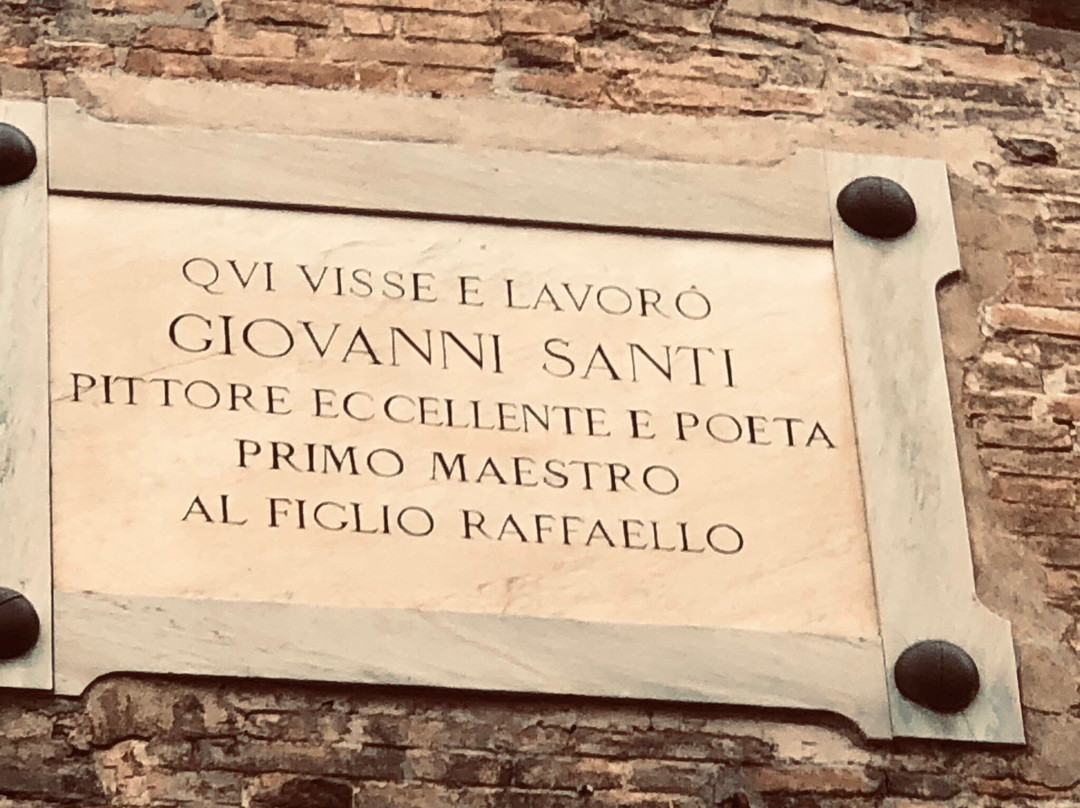 QVI VISSE E LAVORÒ
GIOVANNI SANTI
PITTORE ECCELLENTE E POETA
PRIMO MAESTRO
AL FIGLIO RAFFAELLO